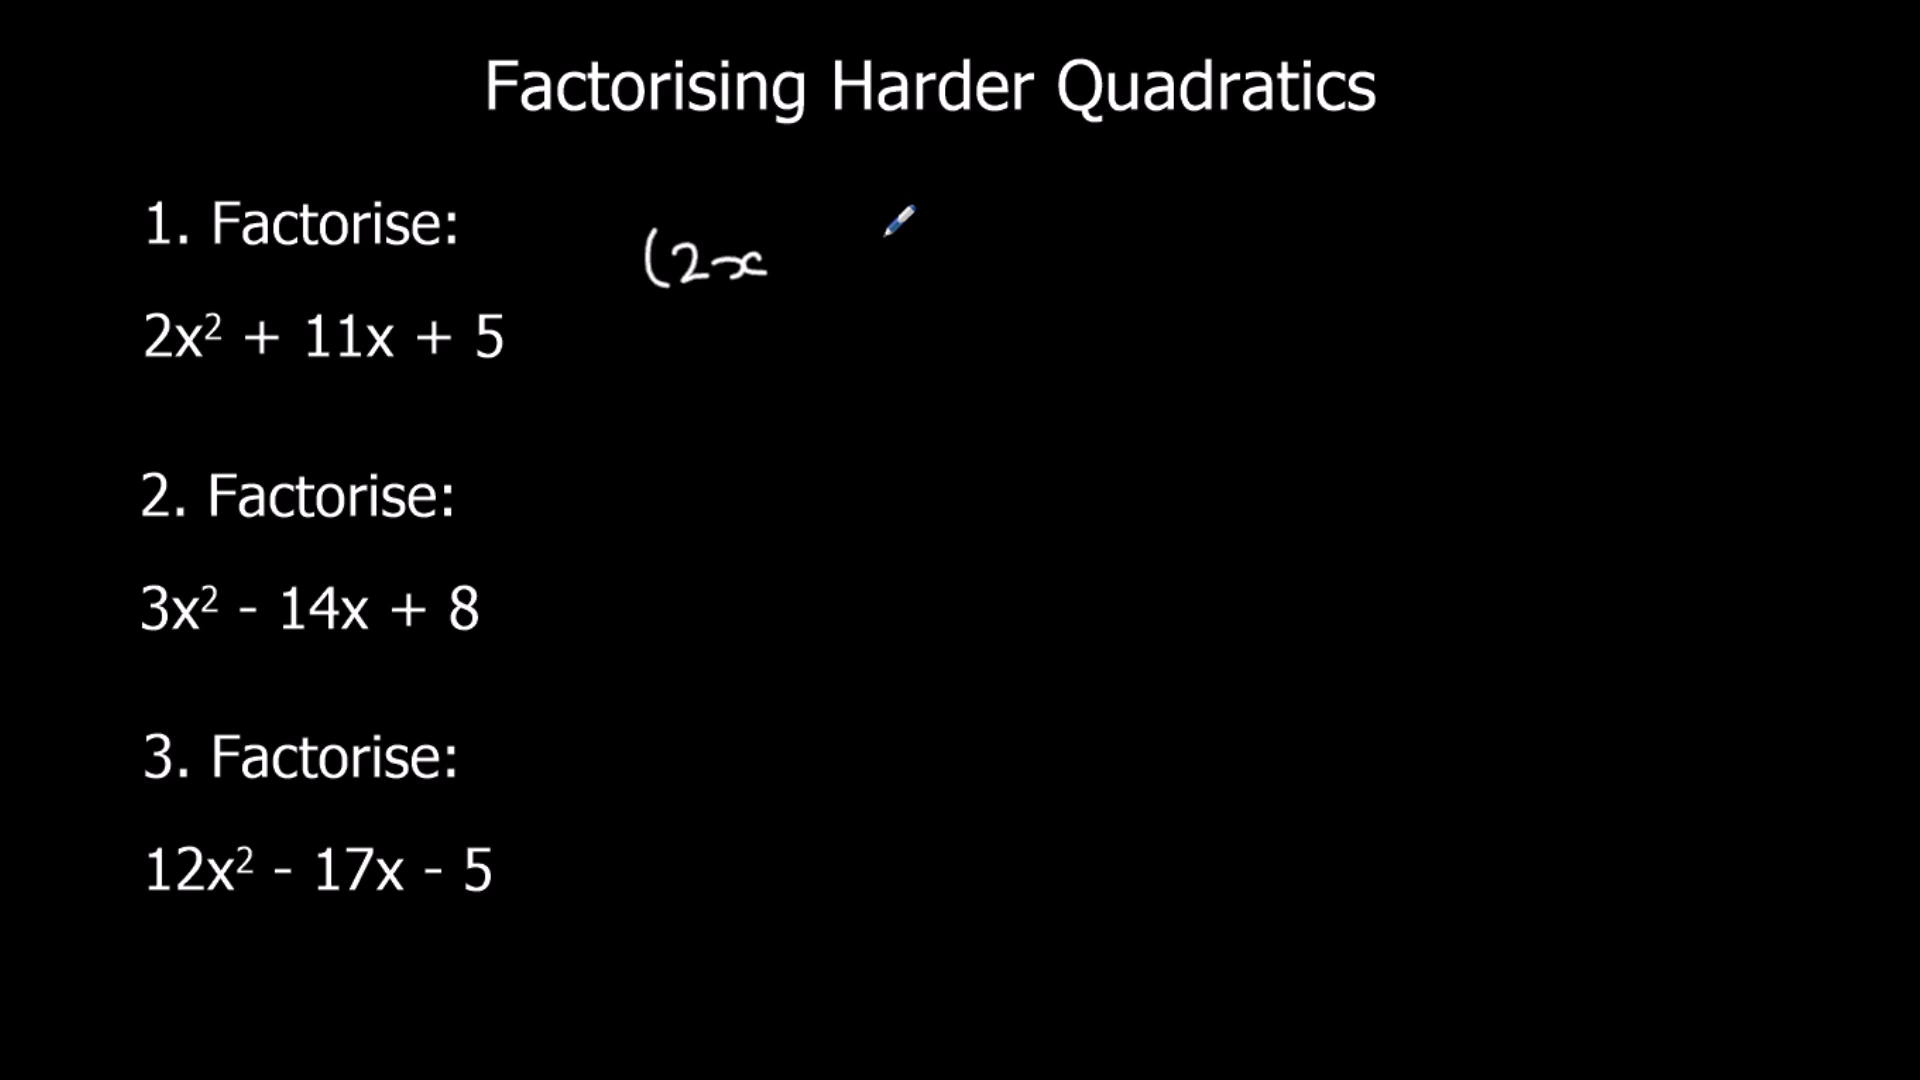 Factorising Harder Quadratics
1. Factorise:
(2x
2x² + 11x + 5
2. Factorise:
3x² - 14x + 8
3. Factorise:
12x² - 17x - 5